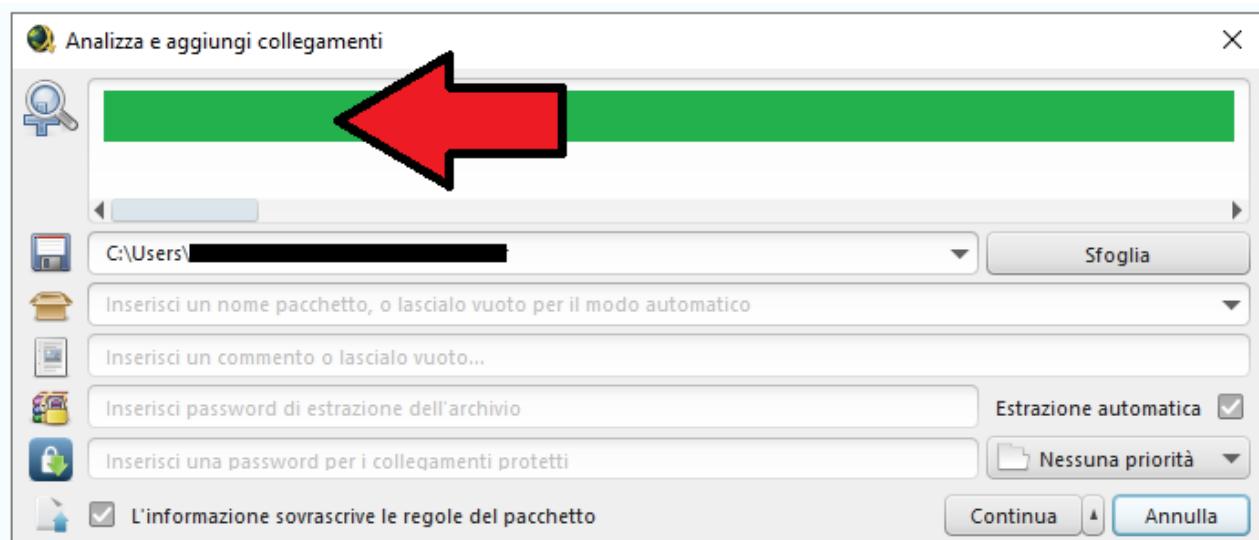 Analizza e aggiungi collegamenti
C:\Users\
Sfoglia
Inserisci un nome pacchetto, o lascialo vuoto per il modo automatico
Inserisci un commento o lascialo vuoto...
Inserisci password di estrazione dell'archivio
Estrazione automatica
Inserisci una password per i collegamenti protetti
Nessuna priorità
L'informazione sovrascrive le regole del pacchetto
Continua
Annulla